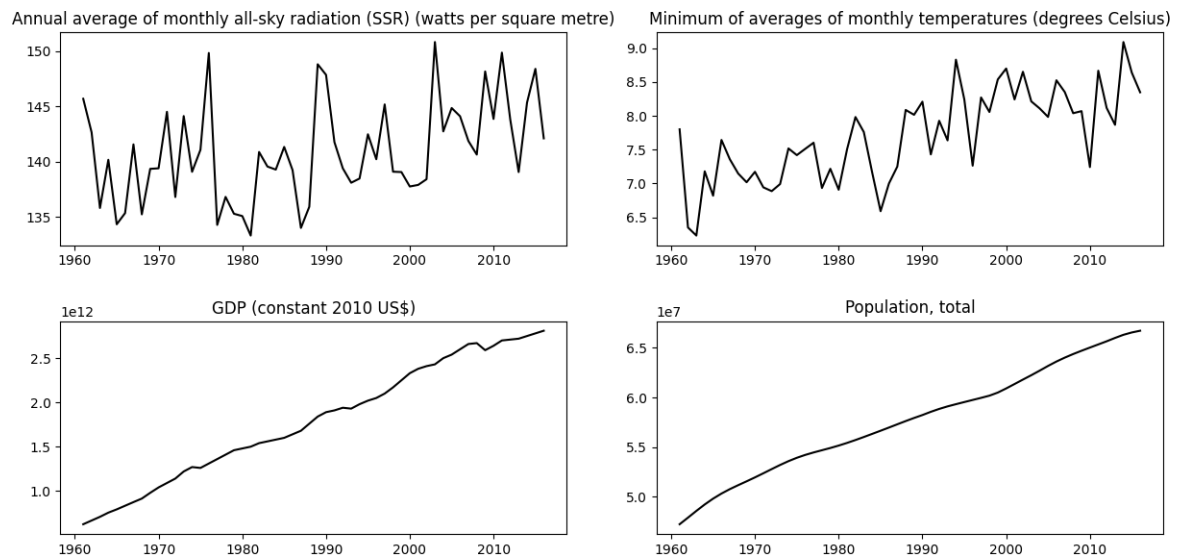 Annual average of monthly all-sky radiation (SSR) (watts per square metre)
150
145
140
135
1960 1970 1980 1990 2000 2010
Minimum of averages of monthly temperatures (degrees Celsius)
9.0
8.5
8.0
7.5
7.0
6.5
1960 1970 1980 1990 2000 2010
GDP (constant 2010 US$)
1e12
2.5
2.0
1.5
1.0
1960 1970 1980 1990 2000 2010
Population, total
1e7
6.5
6.0
5.5
5.0
1960 1970 1980 1990 2000 2010